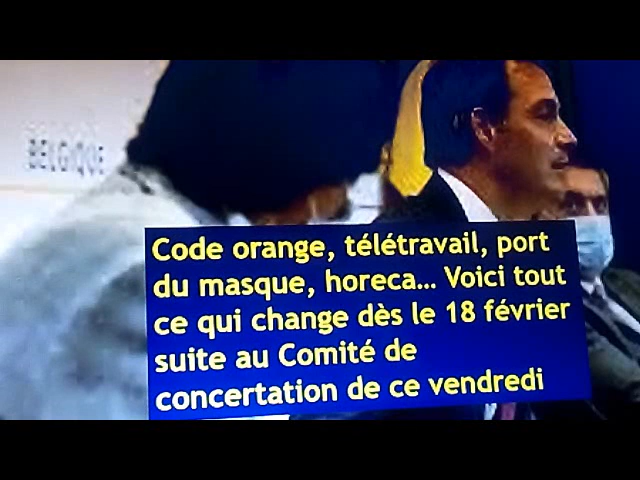 BELGIQUE
Code orange, télétravail, port
du masque, horeca... Voici tout
ce qui change dès le 18 février
suite au Comité de
concertation de ce vendredi